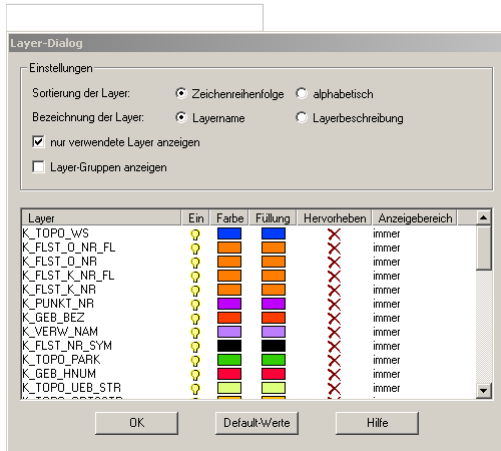 Layer-Dialog
Einstellungen
Sortierung der Layer: Zeichenreihenfolge alphabetisch
Bezeichnung der Layer: Layername Layerbeschreibung
nur verwendete Layer anzeigen
Layer-Gruppen anzeigen
Layer Ein Farbe Füllung Hervorheben Anzeigebereich
K_TOPO_WS immer
K_FLST_O_NR_FL immer
K_FLST_O_NR immer
K_FLST_K_NR_FL immer
K_FLST_K_NR immer
K_PUNKT_NR immer
K_GEB_BEZ immer
K_VERW_NAM immer
K_FLST_NR_SYM immer
K_TOPO_PARK immer
K_GEB_HNUM immer
K_TOPO_UEB_STR immer
OK Default-Werte Hilfe